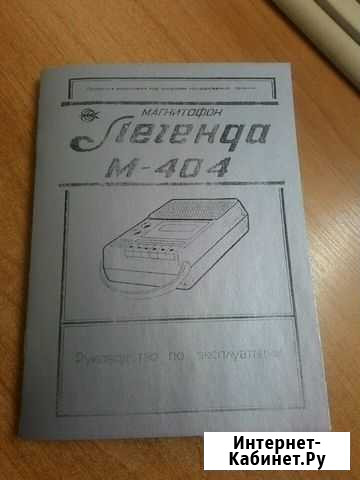 МАГНИТОФОН
Легенда
М-404
Руководство по эксплуатации
Интернет-
Кабинет.Ру